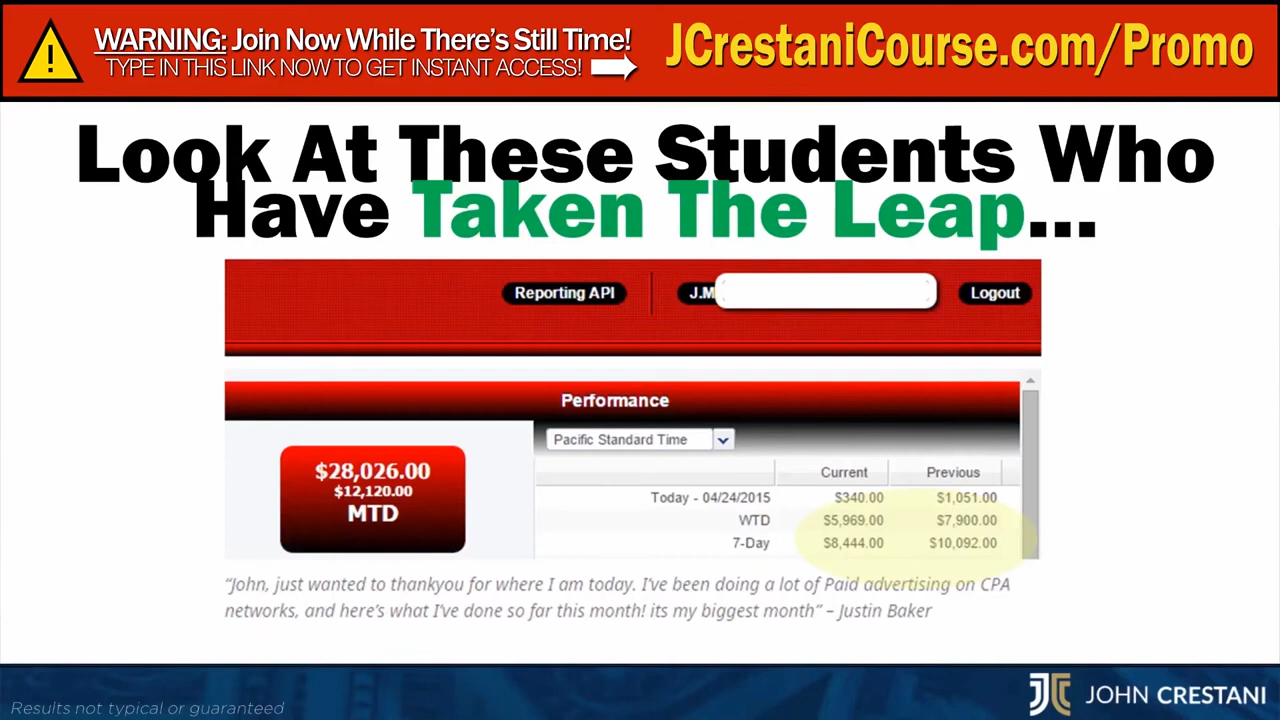 WARNING: Join Now While There's Still Time!
TYPE IN THIS LINK NOW TO GET INSTANT ACCESS!
JCrestaniCourse.com/Promo
Look At These Students Who
Have Taken The Leap...
Reporting API
J.M
Logout
Performance
$28,026.00
$12,120.00
MTD
Pacific Standard Time
Current Previous
Today - 04/24/2015 $340.00 $1,051.00
WTD $5,969.00 $7,900.00
7-Day $8,444.00 $10,092.00
“John, just wanted to thankyou for where I am today. I’ve been doing a lot of Paid advertising on CPA
networks, and here’s what I’ve done so far this month! its my biggest month” – Justin Baker
Results not typical or guaranteed
JOHN CRESTANI